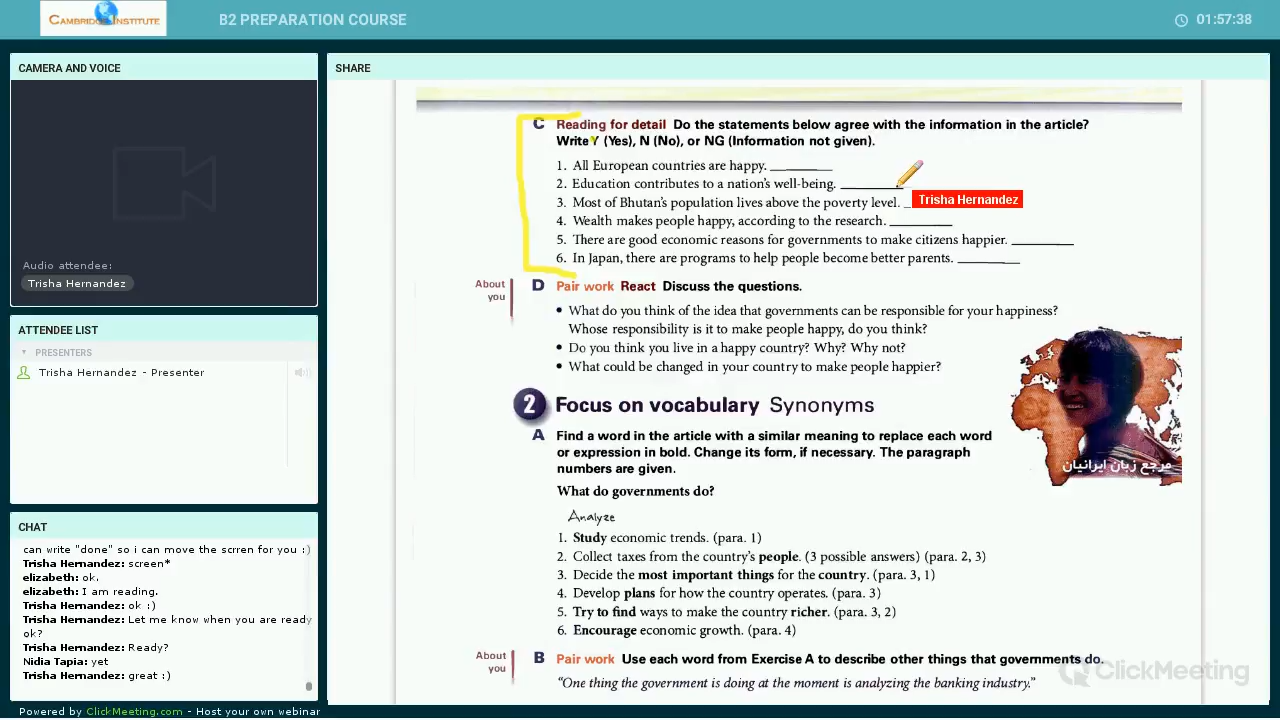 CAMBRIDGE INSTITUTE
B2 PREPARATION COURSE
01:57:38
CAMERA AND VOICE
Audio attendee:
Trisha Hernandez
ATTENDEE LIST
PRESENTERS
Trisha Hernandez - Presenter
CHAT
can write "done" so i can move the scrren for you :)
Trisha Hernandez: screen*
elizabeth: ok.
elizabeth: I am reading.
Trisha Hernandez: ok :)
Trisha Hernandez: Let me know when you are ready
ok?
Trisha Hernandez: Ready?
Nidia Tapia: yet
Trisha Hernandez: great :)
Powered by ClickMeeting.com - Host your own webinar
SHARE
C Reading for detail Do the statements below agree with the information in the article?
Write Y (Yes), N (No), or NG (Information not given).
1. All European countries are happy.
2. Education contributes to a nation's well-being.
3. Most of Bhutan's population lives above the poverty level.
Trisha Hernandez
4. Wealth makes people happy, according to the research.
5. There are good economic reasons for governments to make citizens happier.
6. In Japan, there are programs to help people become better parents.
About
you
D Pair work React Discuss the questions.
• What do you think of the idea that governments can be responsible for your happiness?
Whose responsibility is it to make people happy, do you think?
• Do you think you live in a happy country? Why? Why not?
• What could be changed in your country to make people happier?
مرجع زبان ایرانیان
2 Focus on vocabulary Synonyms
A Find a word in the article with a similar meaning to replace each word
or expression in bold. Change its form, if necessary. The paragraph
numbers are given.
What do governments do?
Analyze
1. Study economic trends. (para. 1)
2. Collect taxes from the country's people. (3 possible answers) (para. 2, 3)
3. Decide the most important things for the country. (para. 3, 1)
4. Develop plans for how the country operates. (para. 3)
5. Try to find ways to make the country richer. (para. 3, 2)
6. Encourage economic growth. (para. 4)
About
you
B Pair work Use each word from Exercise A to describe other things that governments do.
"One thing the government is doing at the moment is analyzing the banking industry."
ClickMeeting